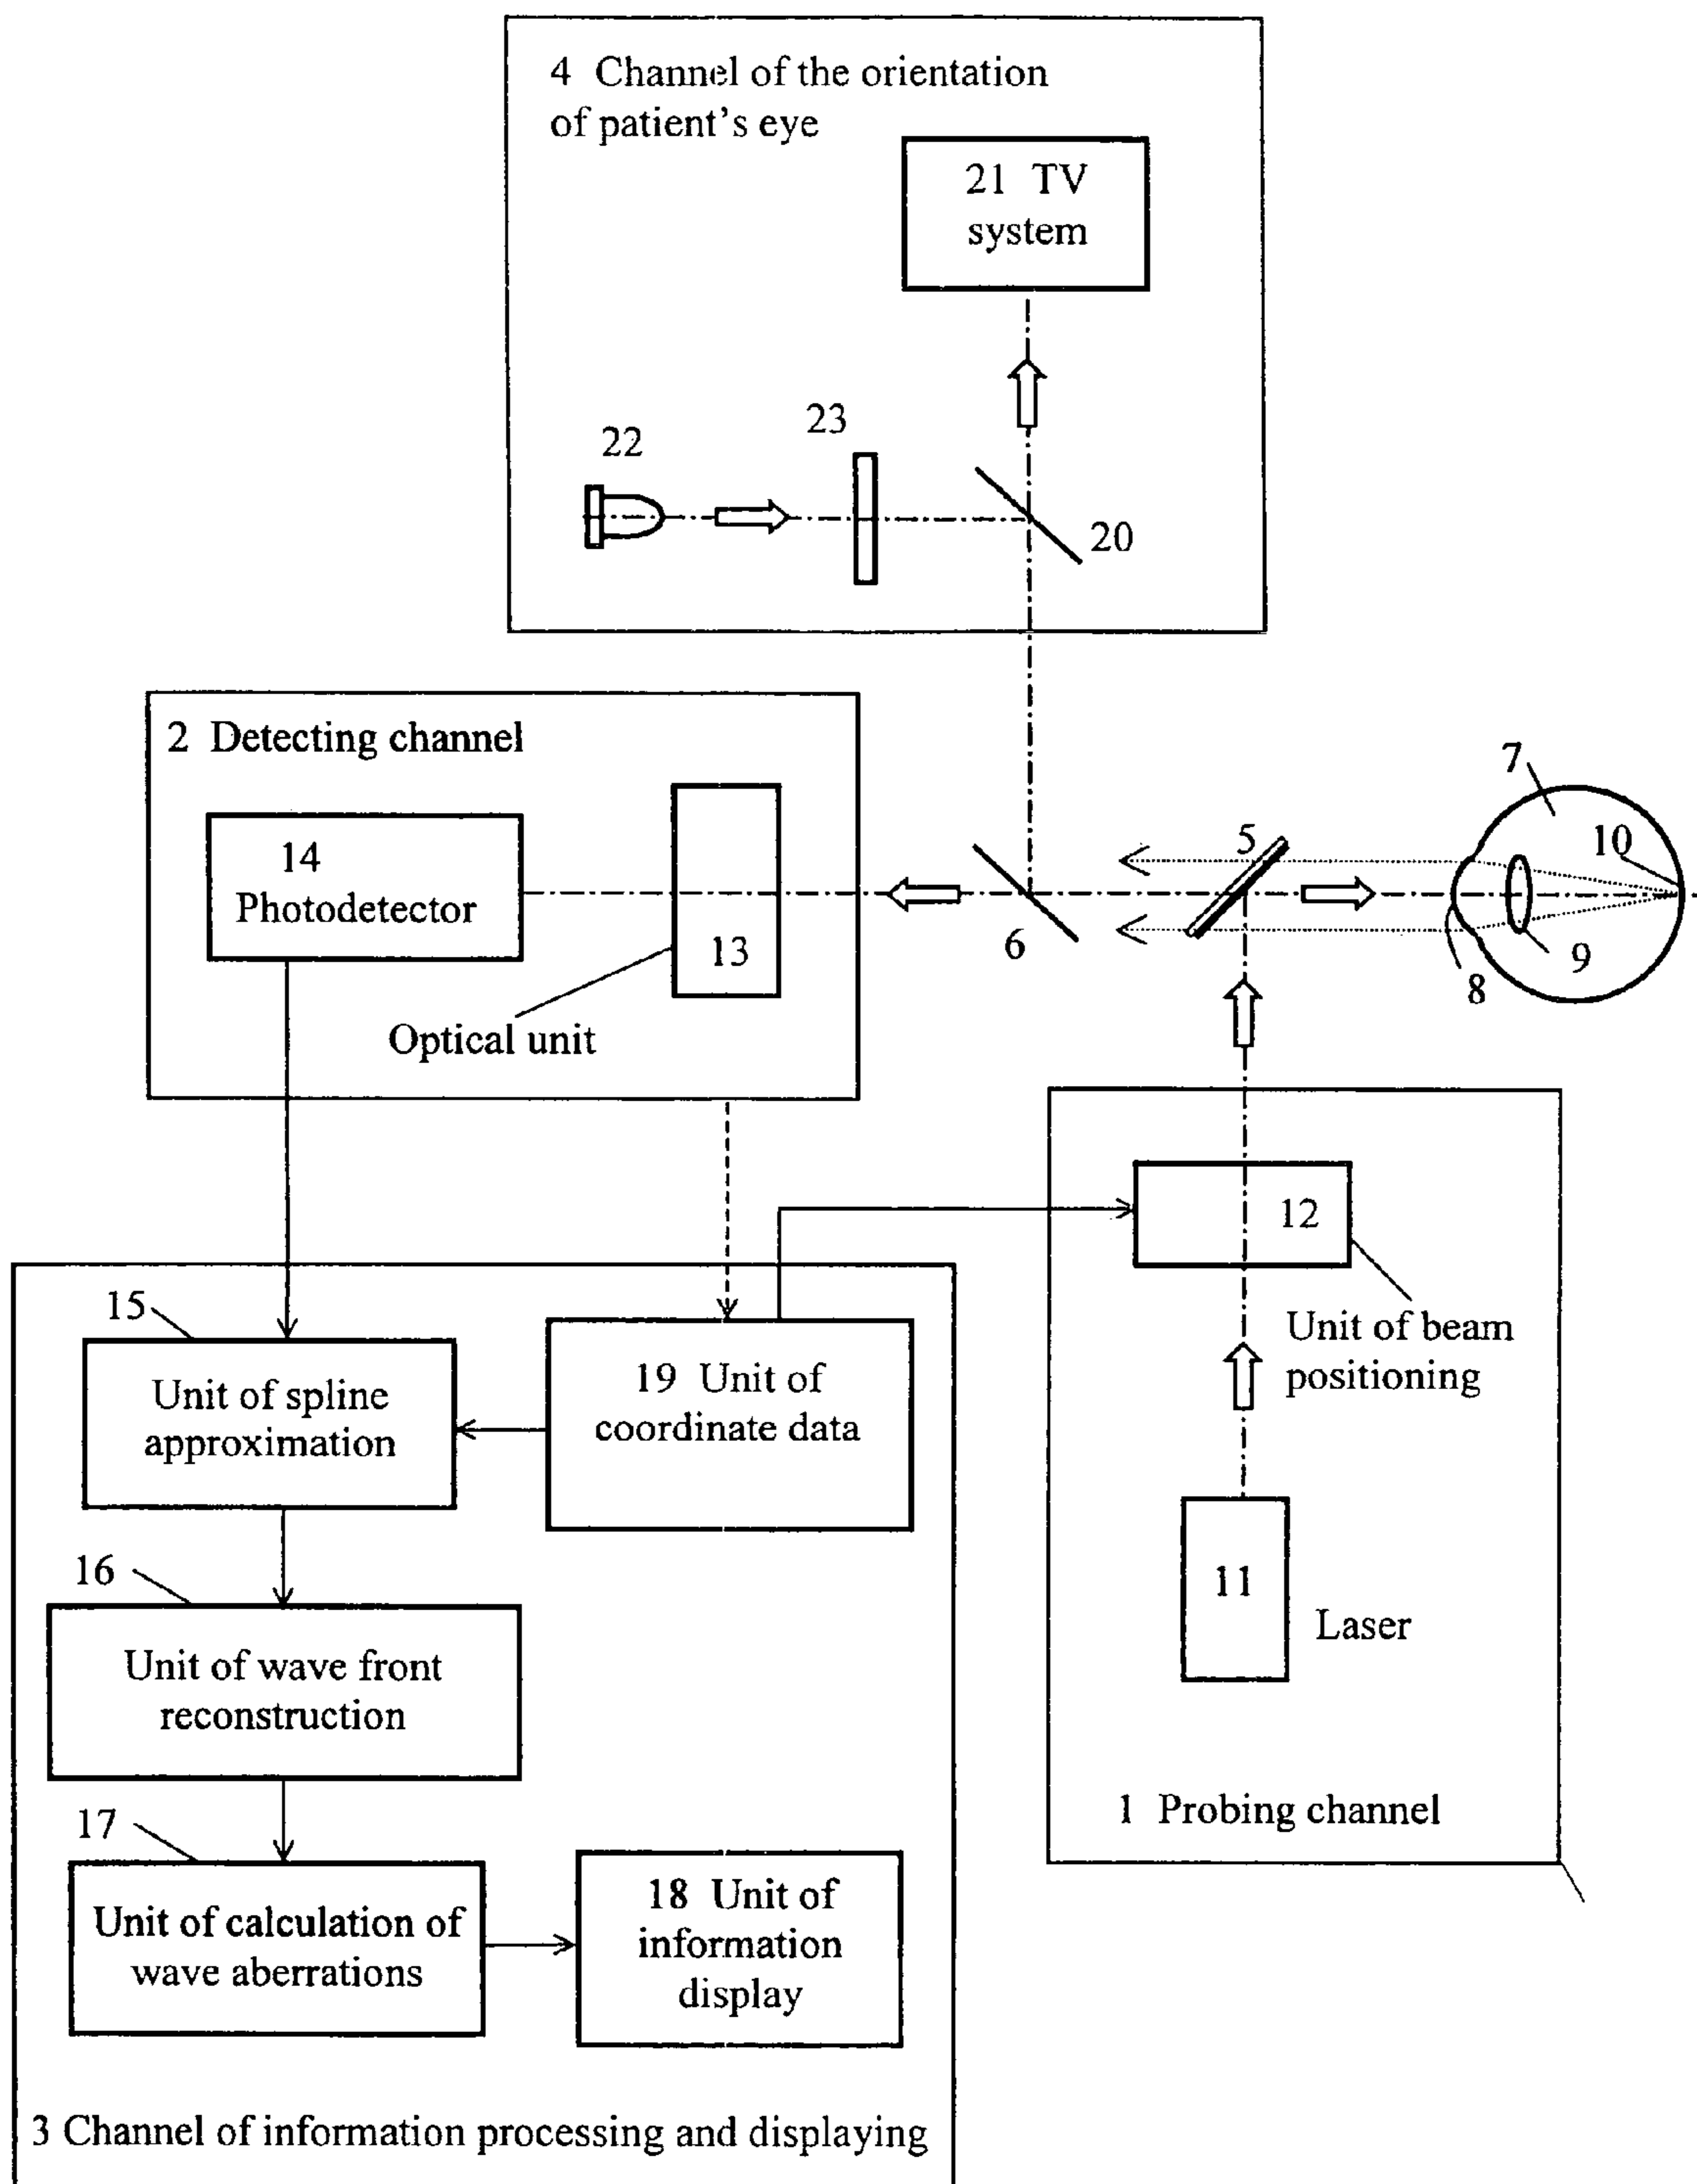 4 Channel of the orientation
of patient's eye
21 TV
system
22
23
20
2 Detecting channel
14
Photodetector
13
Optical unit
6
5
7
10
8
9
12
Unit of beam
positioning
11
Laser
1 Probing channel
15
Unit of spline
approximation
19 Unit of
coordinate data
16
Unit of wave front
reconstruction
17
Unit of calculation of
wave aberrations
18 Unit of
information
display
3 Channel of information processing and displaying